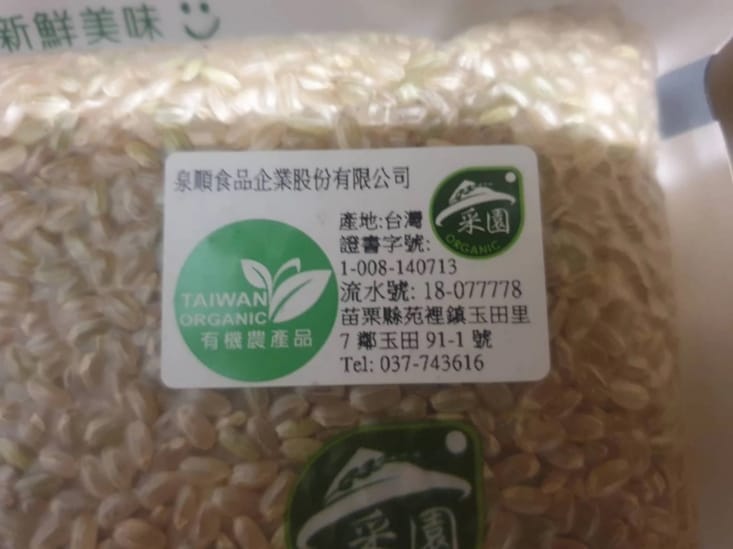 新鮮美味
泉順食品企業股份有限公司
采園
ORGANIC
產地:台灣
證書字號:
1-008-140713
流水號: 18-077778
苗栗縣苑裡鎮玉田里
7 鄰玉田 91-1 號
Tel: 037-743616
TAIWAN
ORGANIC
有機農產品
采園